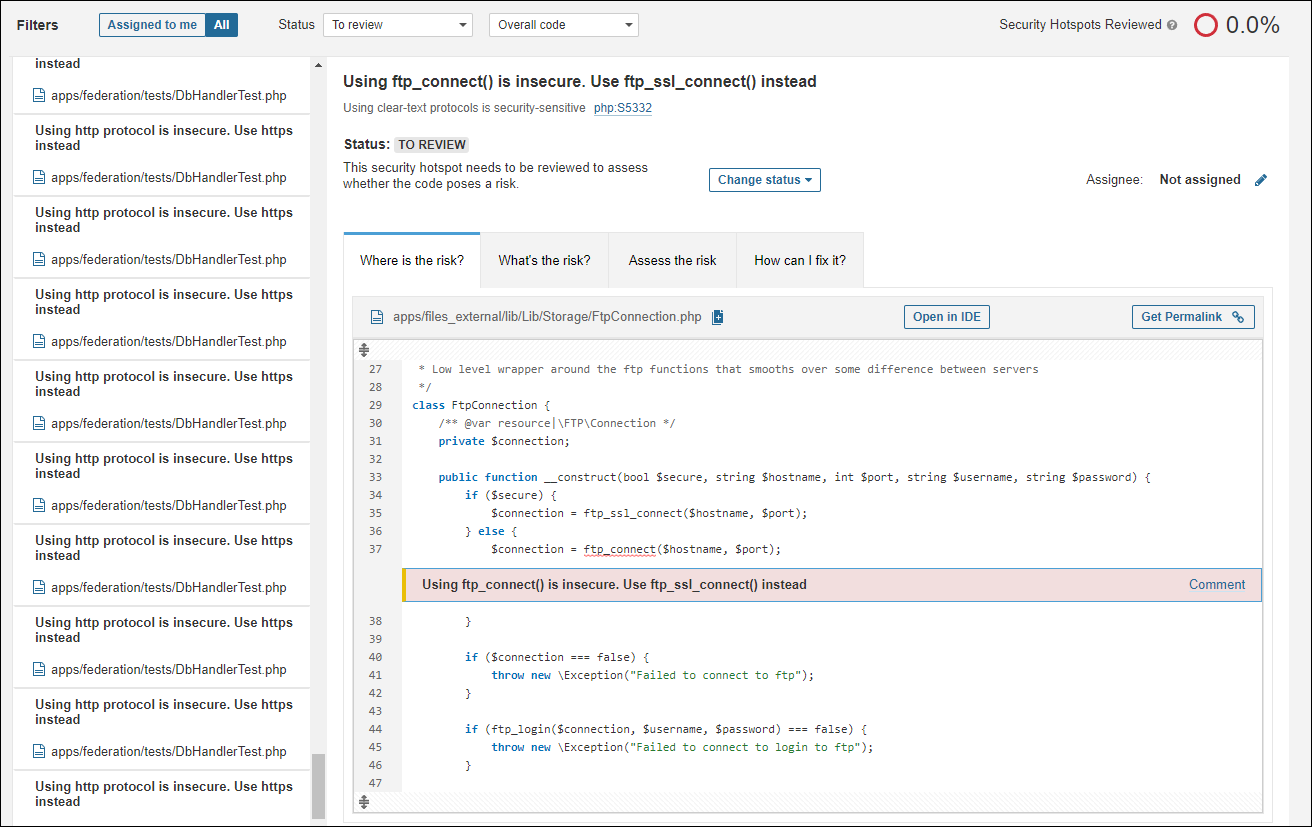 Filters
Assigned to me
All
Status
To review
Overall code
Security Hotspots Reviewed
0.0%
instead
apps/federation/tests/DbHandlerTest.php
Using http protocol is insecure. Use https
instead
apps/federation/tests/DbHandlerTest.php
Using http protocol is insecure. Use https
instead
apps/federation/tests/DbHandlerTest.php
Using http protocol is insecure. Use https
instead
apps/federation/tests/DbHandlerTest.php
Using http protocol is insecure. Use https
instead
apps/federation/tests/DbHandlerTest.php
Using http protocol is insecure. Use https
instead
apps/federation/tests/DbHandlerTest.php
Using http protocol is insecure. Use https
instead
apps/federation/tests/DbHandlerTest.php
Using http protocol is insecure. Use https
instead
apps/federation/tests/DbHandlerTest.php
Using http protocol is insecure. Use https
instead
apps/federation/tests/DbHandlerTest.php
Using http protocol is insecure. Use https
instead
Using ftp_connect() is insecure. Use ftp_ssl_connect() instead
Using clear-text protocols is security-sensitive php:S5332
Status: TO REVIEW
This security hotspot needs to be reviewed to assess
whether the code poses a risk.
Change status
Assignee: Not assigned
Where is the risk?
What's the risk?
Assess the risk
How can I fix it?
apps/files_external/lib/Lib/Storage/FtpConnection.php
Open in IDE
Get Permalink
27 * Low level wrapper around the ftp functions that smooths over some difference between servers
28 */
29 class FtpConnection {
30 /** @var resource|\FTP\Connection */
31 private $connection;
32
33 public function __construct(bool $secure, string $hostname, int $port, string $username, string $password) {
34 if ($secure) {
35 $connection = ftp_ssl_connect($hostname, $port);
36 } else {
37 $connection = ftp_connect($hostname, $port);
Using ftp_connect() is insecure. Use ftp_ssl_connect() instead
Comment
38 }
39
40 if ($connection === false) {
41 throw new \Exception("Failed to connect to ftp");
42 }
43
44 if (ftp_login($connection, $username, $password) === false) {
45 throw new \Exception("Failed to connect to login to ftp");
46 }
47